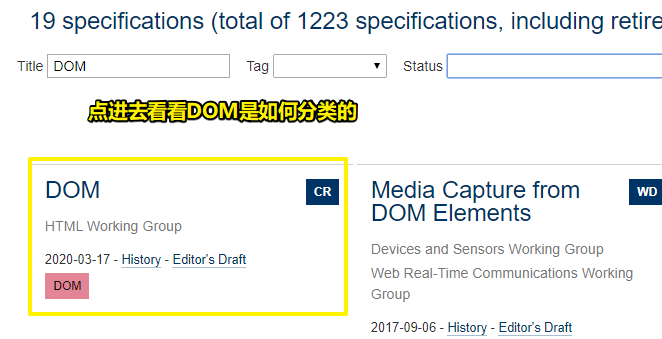 19 specifications (total of 1223 specifications, including retire
Title DOM Tag Status
点进去看看DOM是如何分类的
DOM CR
HTML Working Group
2020-03-17 - History - Editor's Draft
DOM
Media Capture from WD
DOM Elements
Devices and Sensors Working Group
Web Real-Time Communications Working
Group
2017-09-06 - History - Editor's Draft